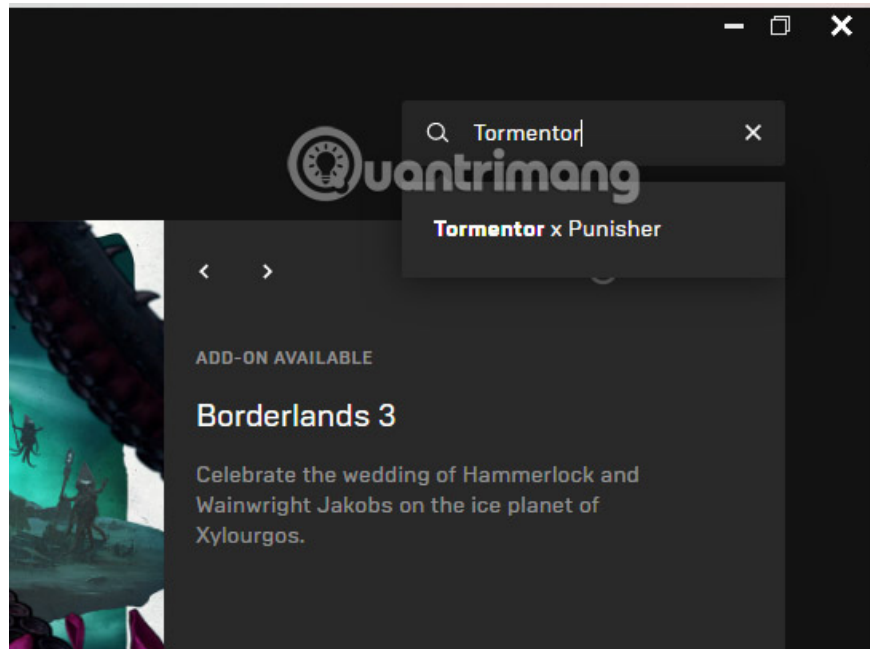 Tormentor
Quantrimang
Tormentor x Punisher
ADD-ON AVAILABLE
Borderlands 3
Celebrate the wedding of Hammerlock and
Wainwright Jakobs on the ice planet of
Xylourgos.